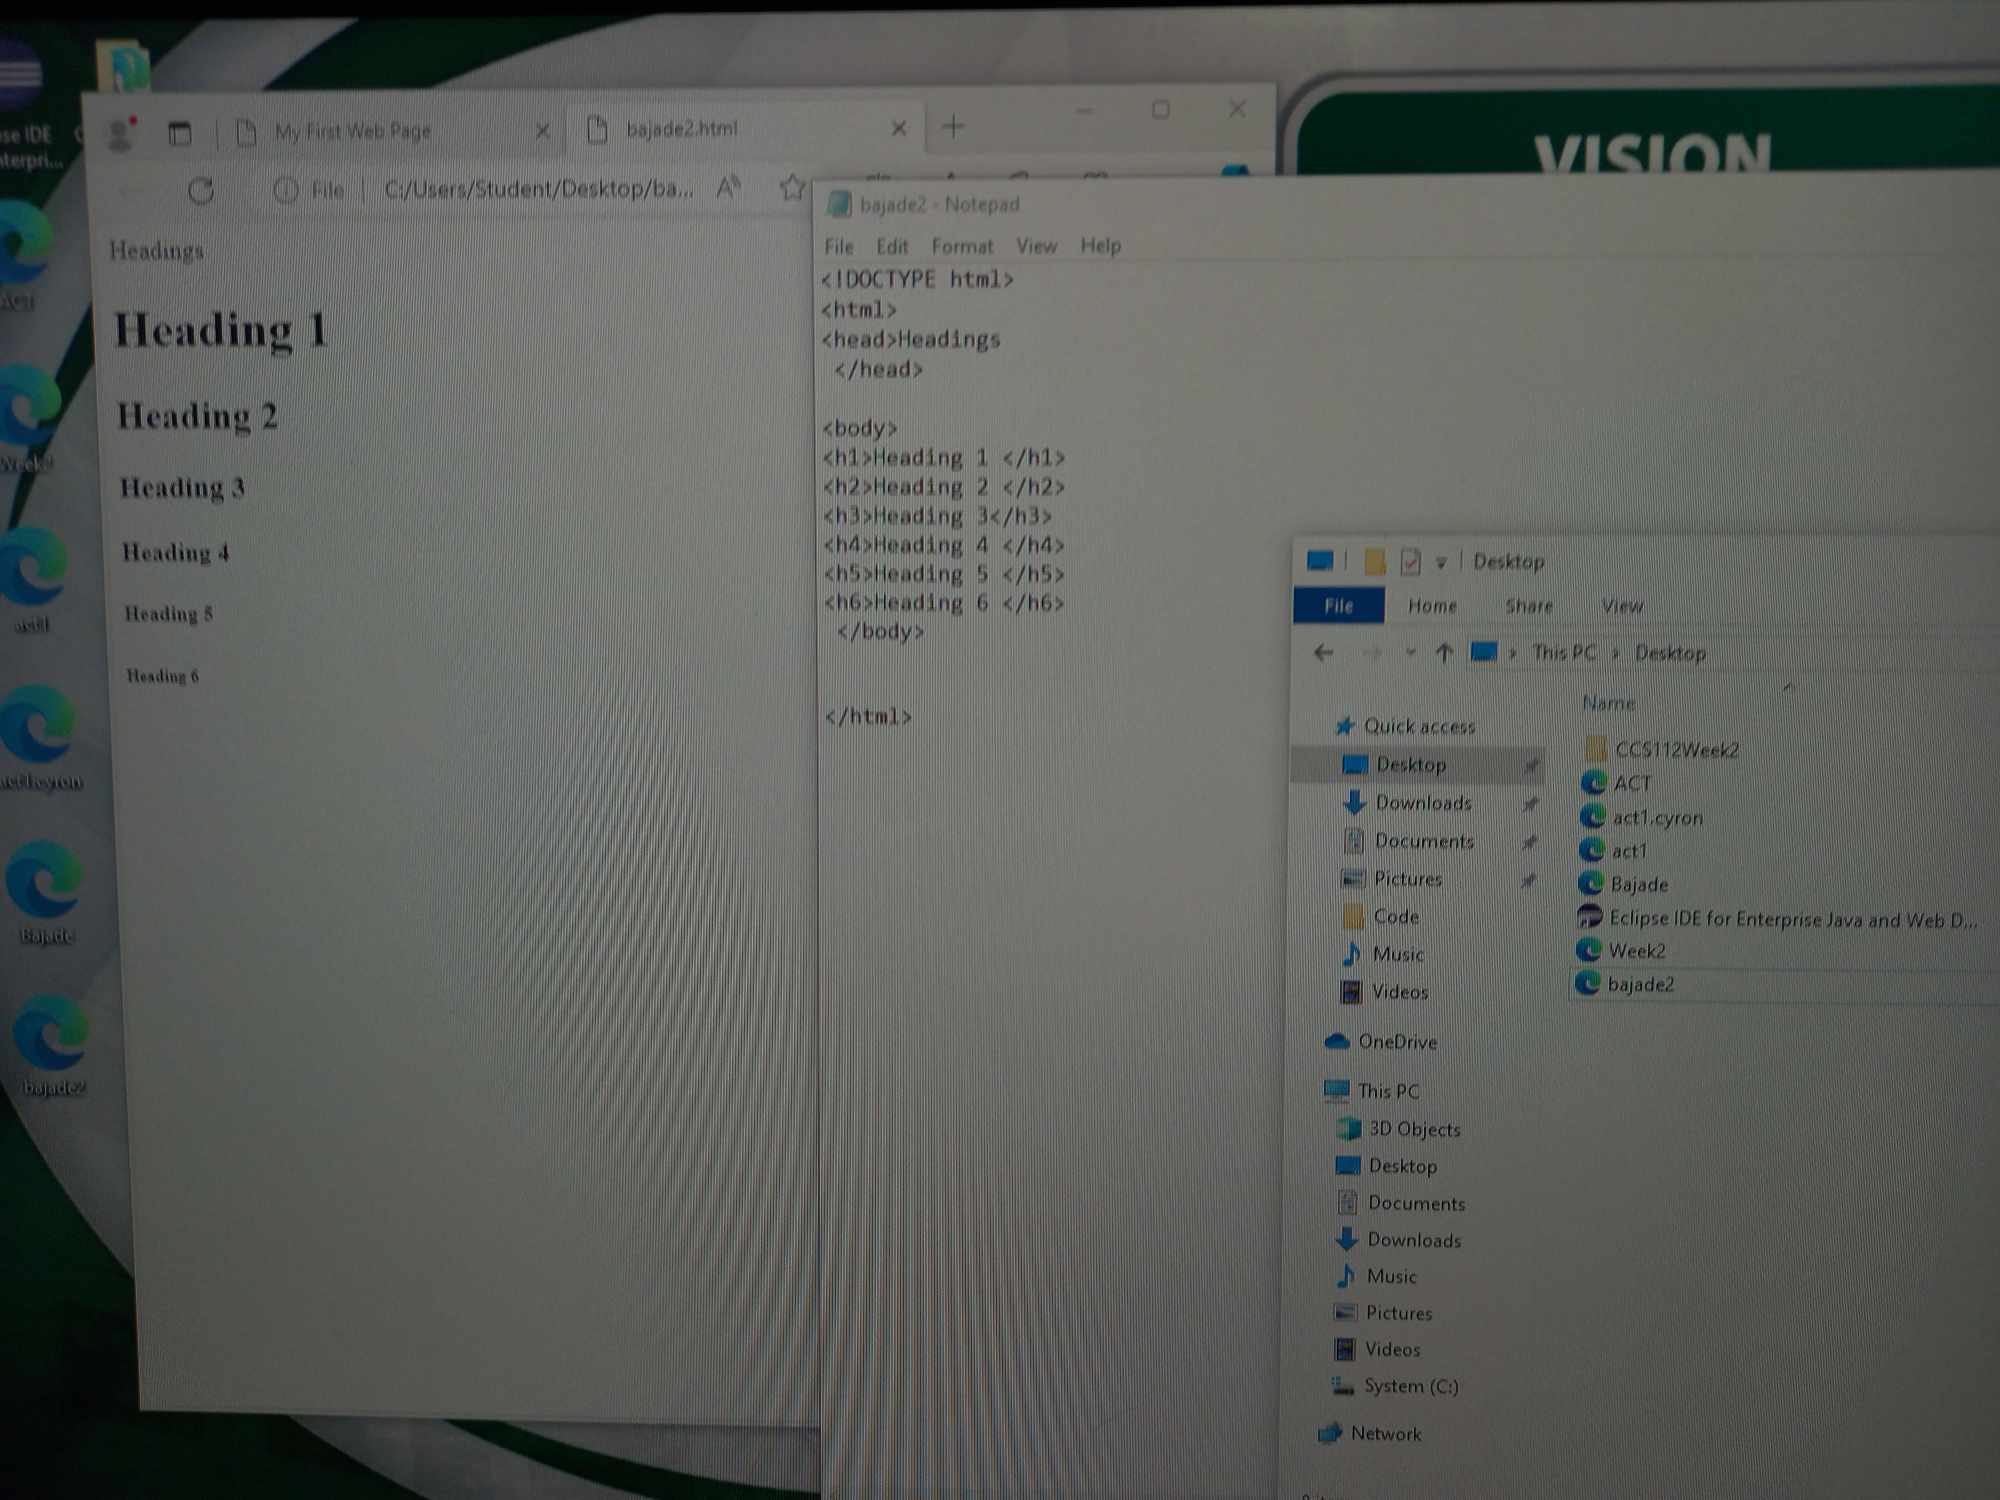 My First Web Page
bajade2.html
File
C:/Users/Student/Desktop/ba...
Headings
Heading 1
Heading 2
Heading 3
Heading 4
Heading 5
Heading 6
VISION
bajade2 - Notepad
File Edit Format View Help
<!DOCTYPE html>
<html>
<head>Headings
</head>
<body>
<h1>Heading 1 </h1>
<h2>Heading 2 </h2>
<h3>Heading 3</h3>
<h4>Heading 4 </h4>
<h5>Heading 5 </h5>
<h6>Heading 6 </h6>
</body>
</html>
Desktop
File Home Share View
This PC > Desktop
Name
Quick access
Desktop
Downloads
Documents
Pictures
Code
Music
Videos
OneDrive
This PC
3D Objects
Desktop
Documents
Downloads
Music
Pictures
Videos
System (C:)
Network
CCS112Week2
ACT
act1.cyron
act1
Bajade
Eclipse IDE for Enterprise Java and Web D...
Week2
bajade2
se IDE
terpri...
Week2
act1
Bajade
bajade2